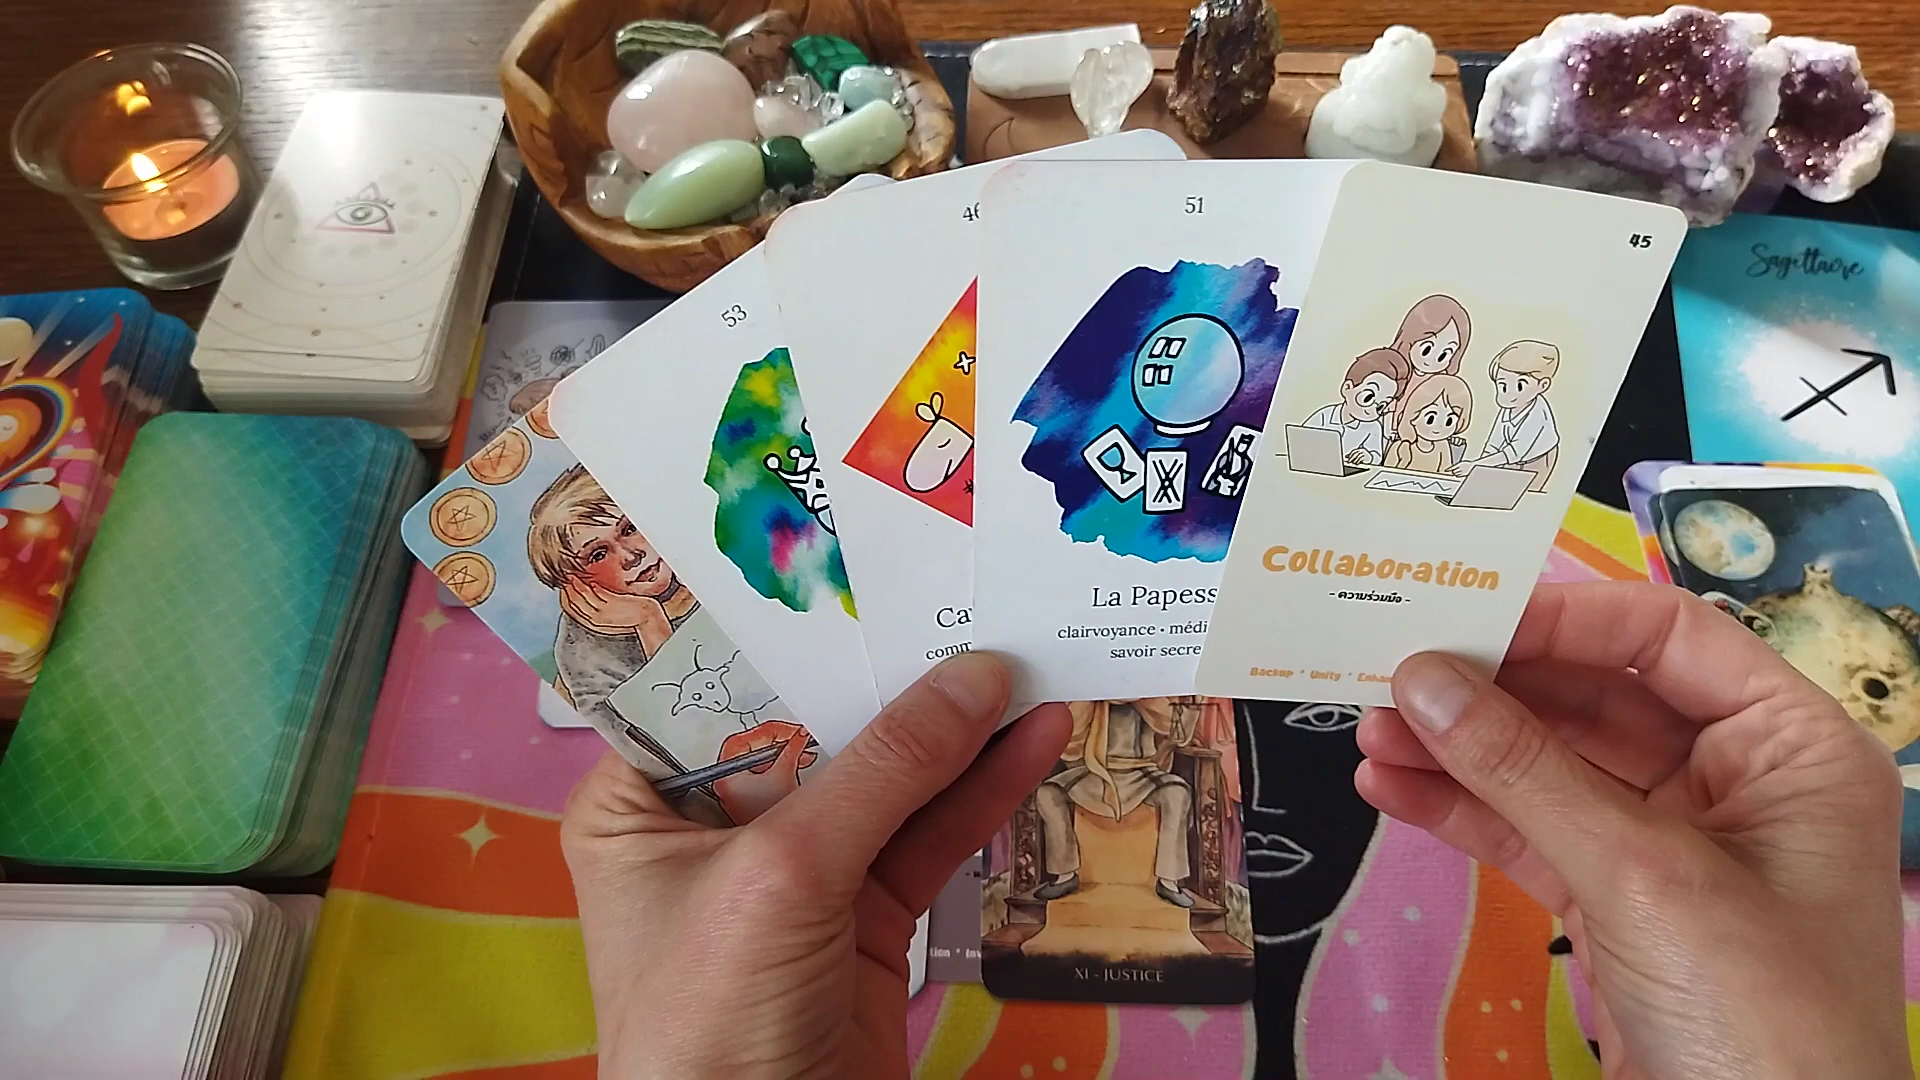 53
46
51
45
Sagittaire
La Papess
clairvoyance • médi
savoir secre
Ca
comm
Collaboration
- ความร่วมมือ -
Backup * Unity * Enhan
XI - JUSTICE